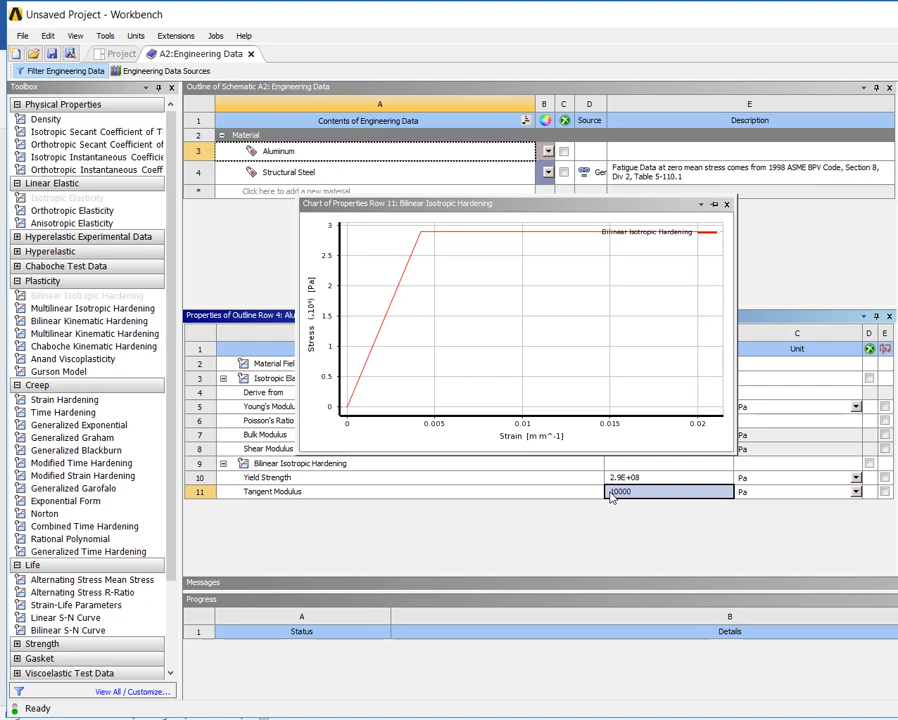 Unsaved Project - Workbench
File Edit View Tools Units Extensions Jobs Help
Project A2:Engineering Data
Filter Engineering Data Engineering Data Sources
Toolbox
Physical Properties
Density
Isotropic Secant Coefficient of T
Orthotropic Secant Coefficient of
Isotropic Instantaneous Coefficie
Orthotropic Instantaneous Coeff
Linear Elastic
Isotropic Elasticity
Orthotropic Elasticity
Anisotropic Elasticity
Hyperelastic Experimental Data
Hyperelastic
Chaboche Test Data
Plasticity
Bilinear Isotropic Hardening
Multilinear Isotropic Hardening
Bilinear Kinematic Hardening
Multilinear Kinematic Hardening
Chaboche Kinematic Hardening
Anand Viscoplasticity
Gurson Model
Creep
Strain Hardening
Time Hardening
Generalized Exponential
Generalized Graham
Generalized Blackburn
Modified Time Hardening
Modified Strain Hardening
Generalized Garofalo
Exponential Form
Norton
Combined Time Hardening
Rational Polynomial
Generalized Time Hardening
Life
Alternating Stress Mean Stress
Alternating Stress R-Ratio
Strain-Life Parameters
Linear S-N Curve
Bilinear S-N Curve
Strength
Gasket
Viscoelastic Test Data
View All / Customize...
Ready
Outline of Schematic A2: Engineering Data
A B C D E
1 Contents of Engineering Data Source Description
2 Material
3 Aluminum
4 Structural Steel Ger Fatigue Data at zero mean stress comes from 1998 ASME BPV Code, Section 8,
Div 2, Table 5-110.1
* Click here to add a new material
Chart of Properties Row 11: Bilinear Isotropic Hardening
3
2.5
2
1.5
1
0.5
0
Stress (.10⁸) [Pa]
Bilinear Isotropic Hardening
0 0.005 0.01 0.015 0.02
Strain [m m^-1]
Properties of Outline Row 4: Alu
C D E
1 Unit
2 Material Fiel
3 Isotropic Ela
4 Derive from
5 Young's Modulu Pa
6 Poisson's Ratio
7 Bulk Modulus Pa
8 Shear Modulus Pa
9 Bilinear Isotropic Hardening
10 Yield Strength 2.9E+08 Pa
11 Tangent Modulus 10000 Pa
Messages
Progress
A B
1 Status Details